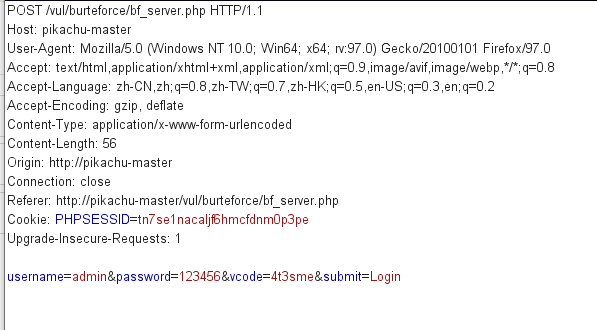 POST /vul/burteforce/bf_server.php HTTP/1.1
Host: pikachu-master
User-Agent: Mozilla/5.0 (Windows NT 10.0; Win64; x64; rv:97.0) Gecko/20100101 Firefox/97.0
Accept: text/html,application/xhtml+xml,application/xml;q=0.9,image/avif,image/webp,*/*;q=0.8
Accept-Language: zh-CN,zh;q=0.8,zh-TW;q=0.7,zh-HK;q=0.5,en-US;q=0.3,en;q=0.2
Accept-Encoding: gzip, deflate
Content-Type: application/x-www-form-urlencoded
Content-Length: 56
Origin: http://pikachu-master
Connection: close
Referer: http://pikachu-master/vul/burteforce/bf_server.php
Cookie: PHPSESSID=tn7se1nacaljf6hmcfdnm0p3pe
Upgrade-Insecure-Requests: 1
username=admin&password=123456&vcode=4t3sme&submit=Login